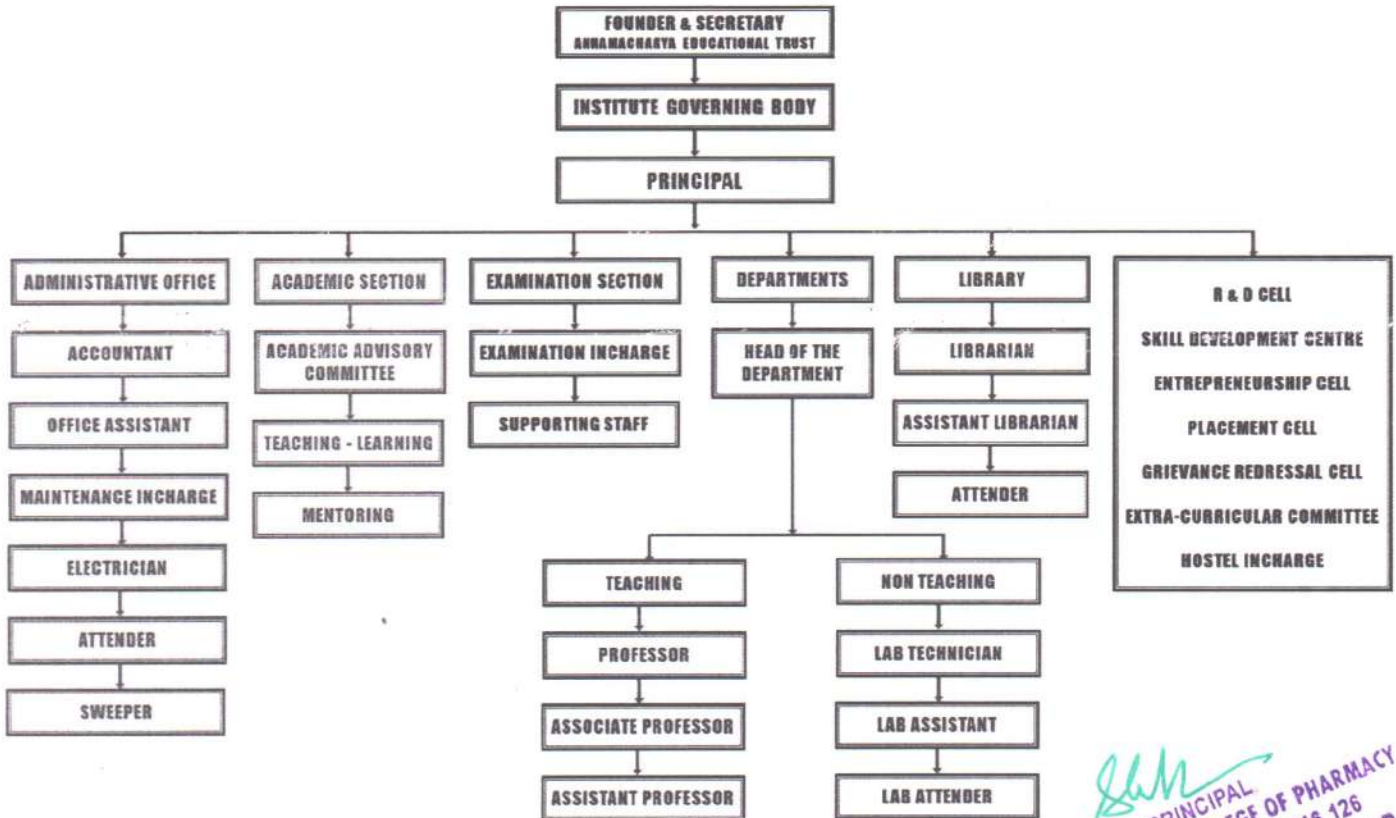 FOUNDER & SECRETARY
ANNAMACHARYA EDUCATIONAL TRUST
INSTITUTE GOVERNING BODY
PRINCIPAL
ADMINISTRATIVE OFFICE
ACCOUNTANT
OFFICE ASSISTANT
MAINTENANCE INCHARGE
ELECTRICIAN
ATTENDER
SWEEPER
ACADEMIC SECTION
ACADEMIC ADVISORY
COMMITTEE
TEACHING - LEARNING
MENTORING
EXAMINATION SECTION
EXAMINATION INCHARGE
SUPPORTING STAFF
DEPARTMENTS
HEAD OF THE
DEPARTMENT
TEACHING
PROFESSOR
ASSOCIATE PROFESSOR
ASSISTANT PROFESSOR
NON TEACHING
LAB TECHNICIAN
LAB ASSISTANT
LAB ATTENDER
LIBRARY
LIBRARIAN
ASSISTANT LIBRARIAN
ATTENDER
R & D CELL
SKILL DEVELOPMENT CENTRE
ENTREPRENEURSHIP CELL
PLACEMENT CELL
GRIEVANCE REDRESSAL CELL
EXTRA-CURRICULAR COMMITTEE
HOSTEL INCHARGE
PRINCIPAL
OF PHARMACY
126